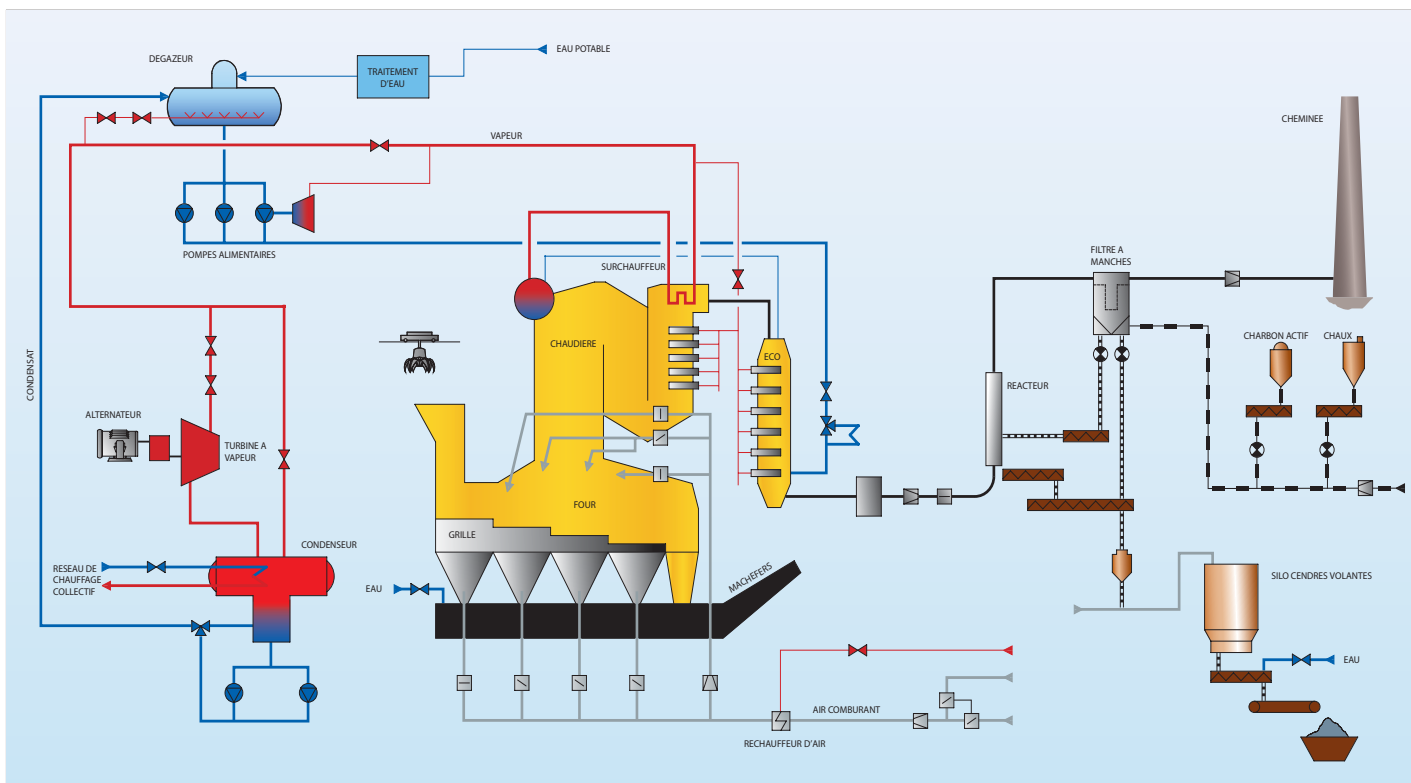 EAU POTABLE
DEGAZEUR
TRAITEMENT
D'EAU
CHEMINEE
VAPEUR
POMPES ALIMENTAIRES
FILTRE A
MANCHES
SURCHAUFFEUR
CHARBON ACTIF
CHAUX
CHAUDIERE
ECO
CONDENSAT
REACTEUR
ALTERNATEUR
TURBINE A
VAPEUR
FOUR
GRILLE
CONDENSEUR
RESEAU DE
CHAUFFAGE
COLLECTIF
EAU
MACHEFERS
SILO CENDRES VOLANTES
EAU
AIR COMBURANT
RECHAUFFEUR D'AIR